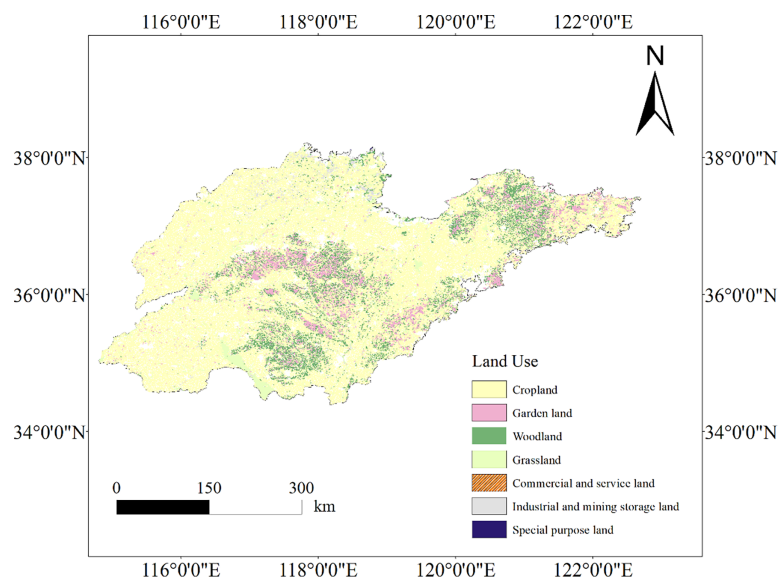 116°0'0"E 118°0'0"E 120°0'0"E 122°0'0"E
N
38°0'0"N 38°0'0"N
36°0'0"N 36°0'0"N
34°0'0"N 34°0'0"N
Land Use
Cropland
Garden land
Woodland
Grassland
Commercial and service land
Industrial and mining storage land
Special purpose land
0 150 300
km
116°0'0"E 118°0'0"E 120°0'0"E 122°0'0"E